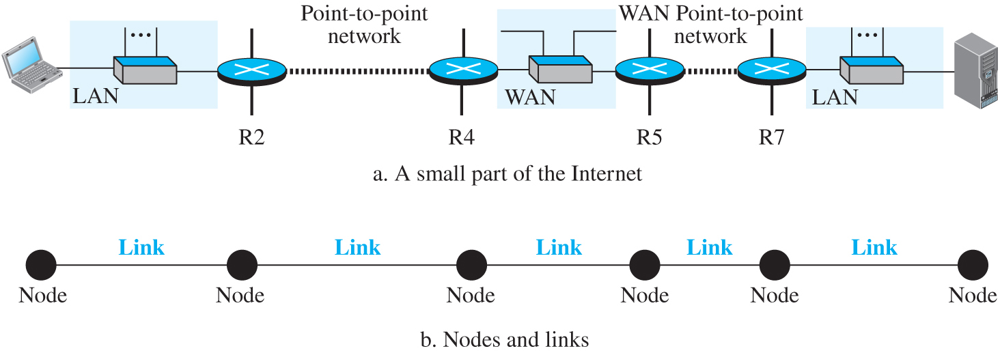 Point-to-point
network
WAN Point-to-point
network
LAN
WAN
LAN
R2
R4
R5
R7
a. A small part of the Internet
Link
Link
Link
Link
Link
Node
Node
Node
Node
Node
Node
b. Nodes and links